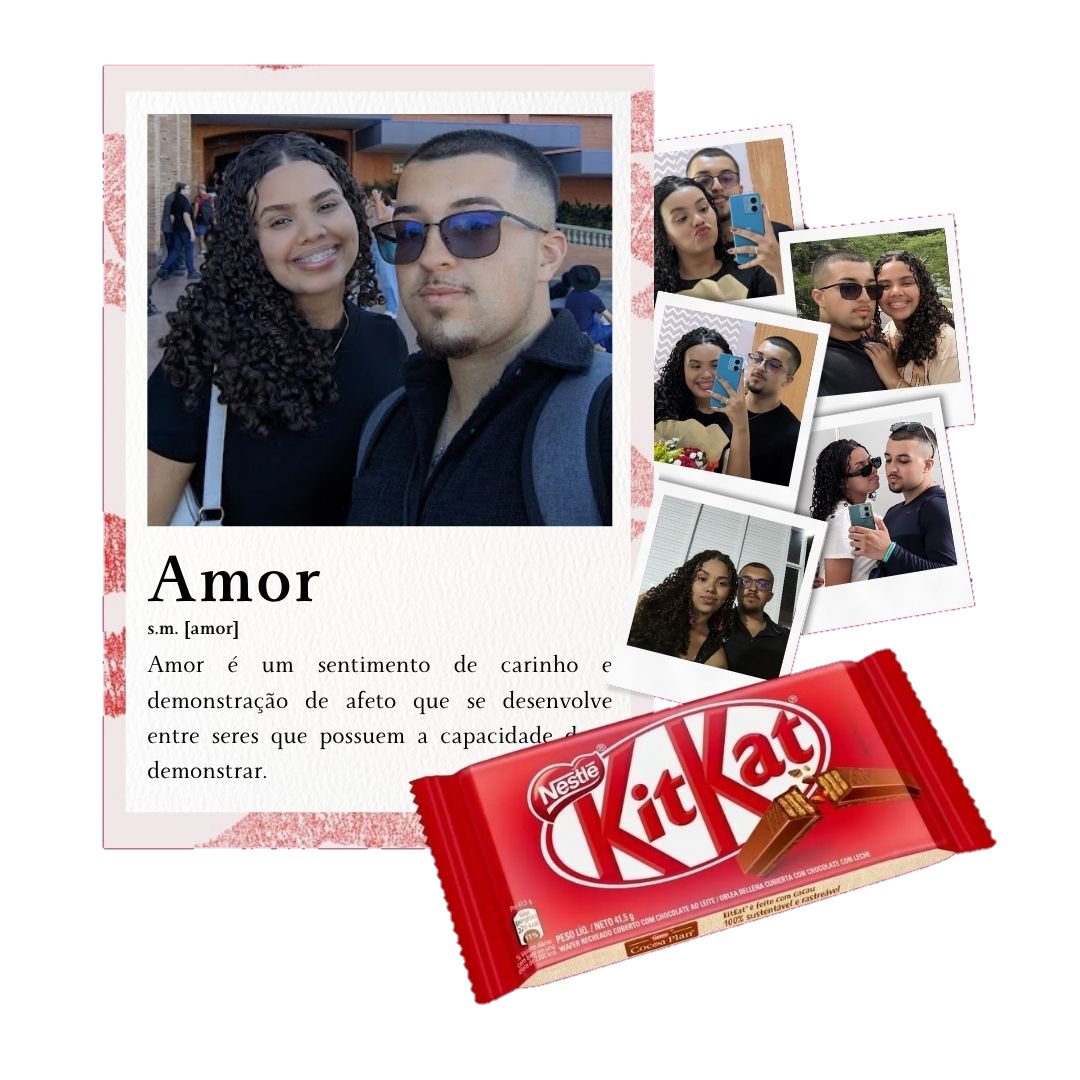 Amor
s.m. [amor]
Amor é um sentimento de carinho e
demonstração de afeto que se desenvolve
entre seres que possuem a capacidade
demonstrar.
Nestlé
KitKat
PESO LÍQ. / NETO 41,5 g
WAFER RECHEADO COBERTO COM CHOCOLATE AO LEITE / OBLEA RELLENA CUBIERTA CON CHOCOLATE CON LECHE
KitKat® é feito com cacau
100% sustentável e rastreável
Cocoa Plan